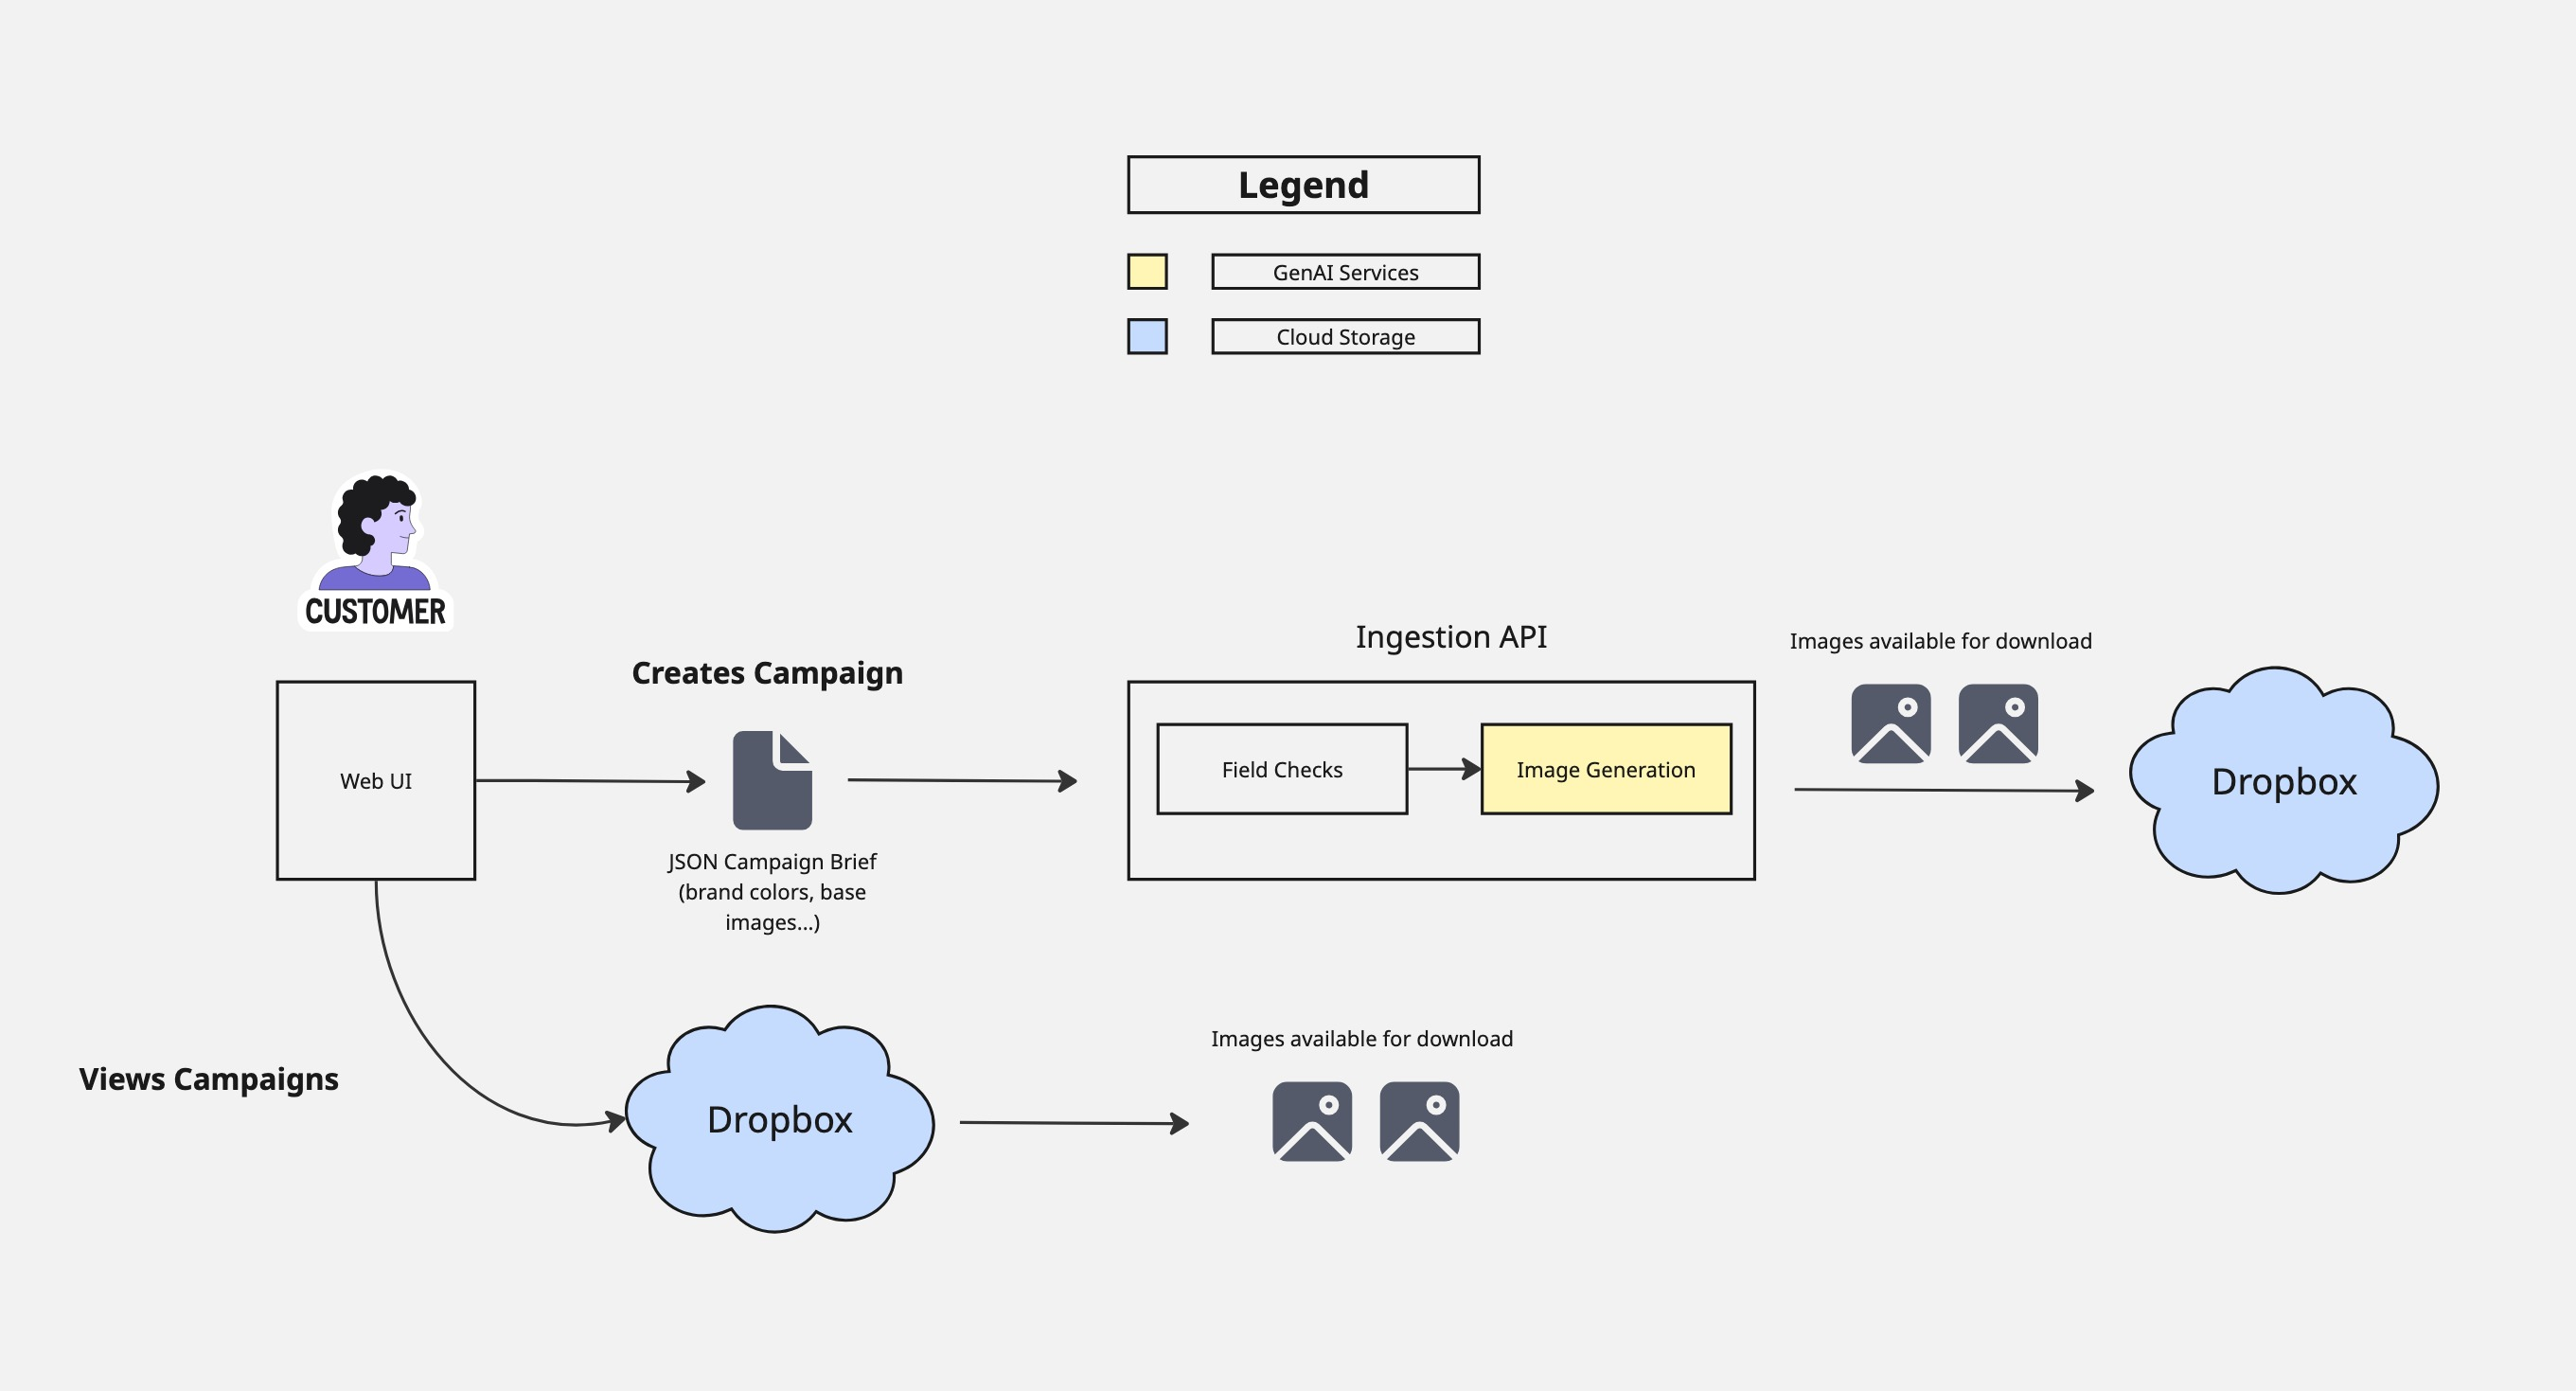 Legend
GenAI Services
Cloud Storage
CUSTOMER
Web UI
Creates Campaign
JSON Campaign Brief
(brand colors, base
images...)
Ingestion API
Field Checks
Image Generation
Images available for download
Dropbox
Views Campaigns
Dropbox
Images available for download